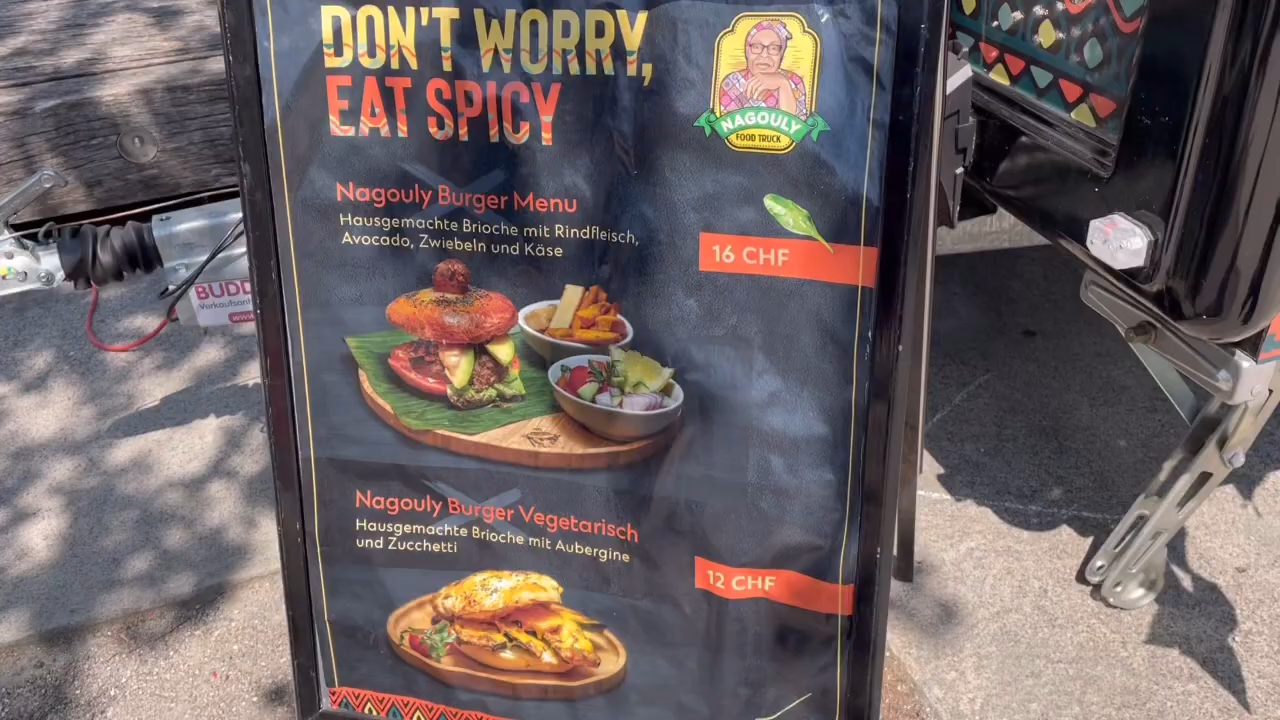 DON'T WORRY,
EAT SPICY
NAGOULY
FOOD TRUCK
Nagouly Burger Menu
Hausgemachte Brioche mit Rindfleisch,
Avocado, Zwiebeln und Käse
16 CHF
BUDD
Nagouly Burger Vegetarisch
Hausgemachte Brioche mit Aubergine
und Zucchetti
12 CHF